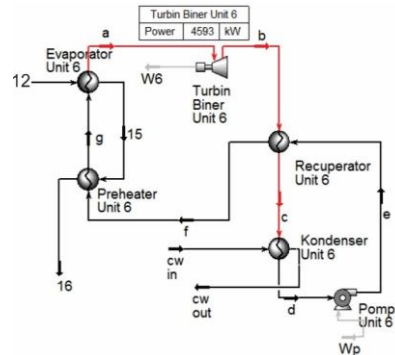 Turbin Biner Unit 6
Power 4593 kW
a
b
Evaporator
Unit 6
W6
Turbin
Biner
Unit 6
12
15
g
Recuperator
Unit 6
Preheater
Unit 6
e
f
c
Kondenser
Unit 6
cw
in
16
cw
out
d
Pomp
Unit 6
Wp